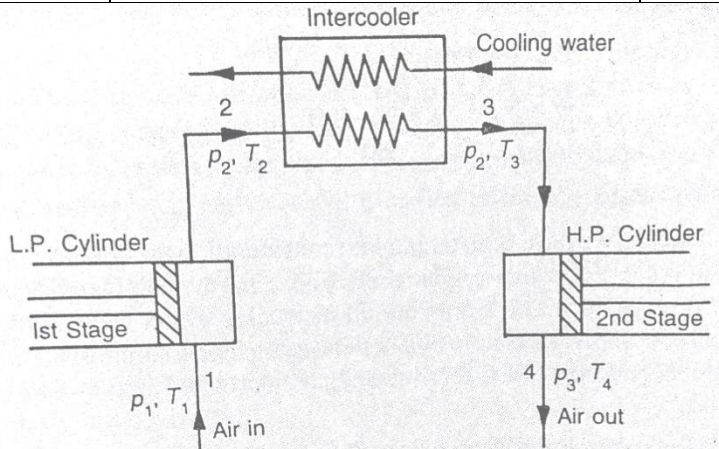 Intercooler
Cooling water
2
3
p2, T2
p2, T3
L.P. Cylinder
H.P. Cylinder
Ist Stage
2nd Stage
1
4
p3, T4
p1, T1
Air in
Air out